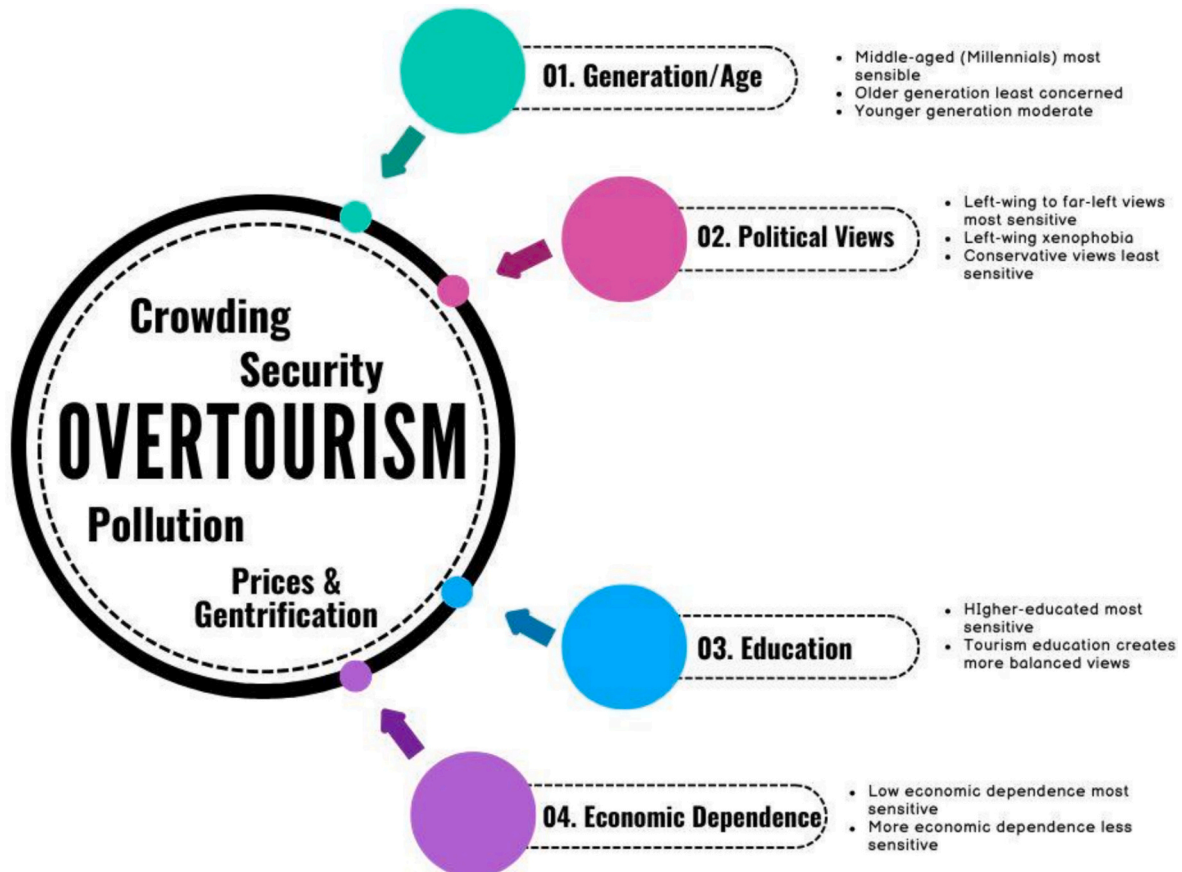 01. Generation/Age
• Middle-aged (Millennials) most
sensible
• Older generation least concerned
• Younger generation moderate
02. Political Views
• Left-wing to far-left views
most sensitive
• Left-wing xenophobia
• Conservative views least
sensitive
Crowding
Security
OVERTOURISM
Pollution
Prices &
Gentrification
03. Education
• HIgher-educated most
sensitive
• Tourism education creates
more balanced views
04. Economic Dependence
• Low economic dependence most
sensitive
• More economic dependence less
sensitive